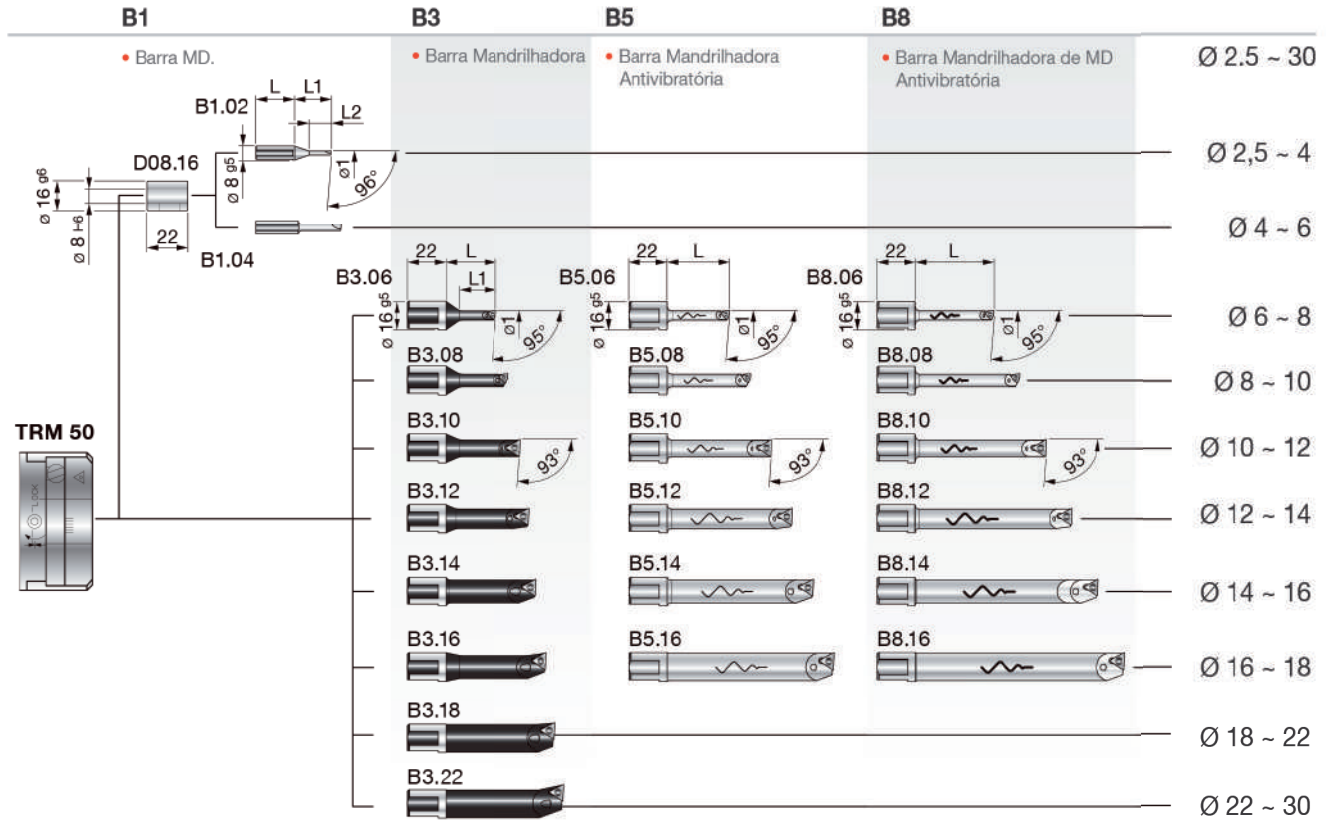 B1 B3 B5 B8
• Barra MD.
• Barra Mandrilhadora
• Barra Mandrilhadora
Antivibratória
• Barra Mandrilhadora de MD
Antivibratória
Ø 2.5 ~ 30
L L1
B1.02
L2
D08.16
ø 16 g6
ø 8 H6
ø 8 g5
ø1
96°
Ø 2,5 ~ 4
22
B1.04
Ø 4 ~ 6
22 L
B3.06
L1
ø 16 g5
ø1
95°
22 L
B5.06
ø 16 g5
ø1
95°
22 L
B8.06
ø 16 g5
ø1
95°
Ø 6 ~ 8
B3.08 B5.08 B8.08
Ø 8 ~ 10
B3.10
93°
B5.10
93°
B8.10
93°
Ø 10 ~ 12
TRM 50
LOCK
B3.12 B5.12 B8.12
Ø 12 ~ 14
B3.14 B5.14 B8.14
Ø 14 ~ 16
B3.16 B5.16 B8.16
Ø 16 ~ 18
B3.18
Ø 18 ~ 22
B3.22
Ø 22 ~ 30